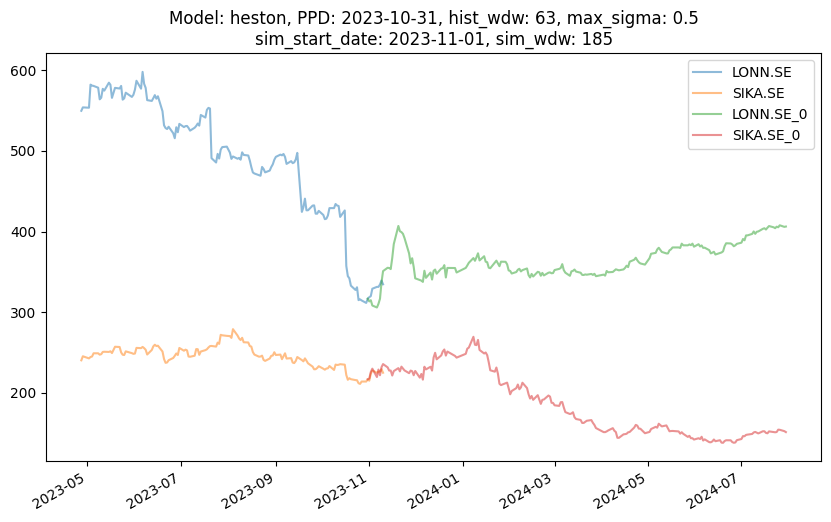 Model: heston, PPD: 2023-10-31, hist_wdw: 63, max_sigma: 0.5
sim_start_date: 2023-11-01, sim_wdw: 185
LONN.SE
SIKA.SE
LONN.SE_0
SIKA.SE_0
600
500
400
300
200
2023-05
2023-07
2023-09
2023-11
2024-01
2024-03
2024-05
2024-07